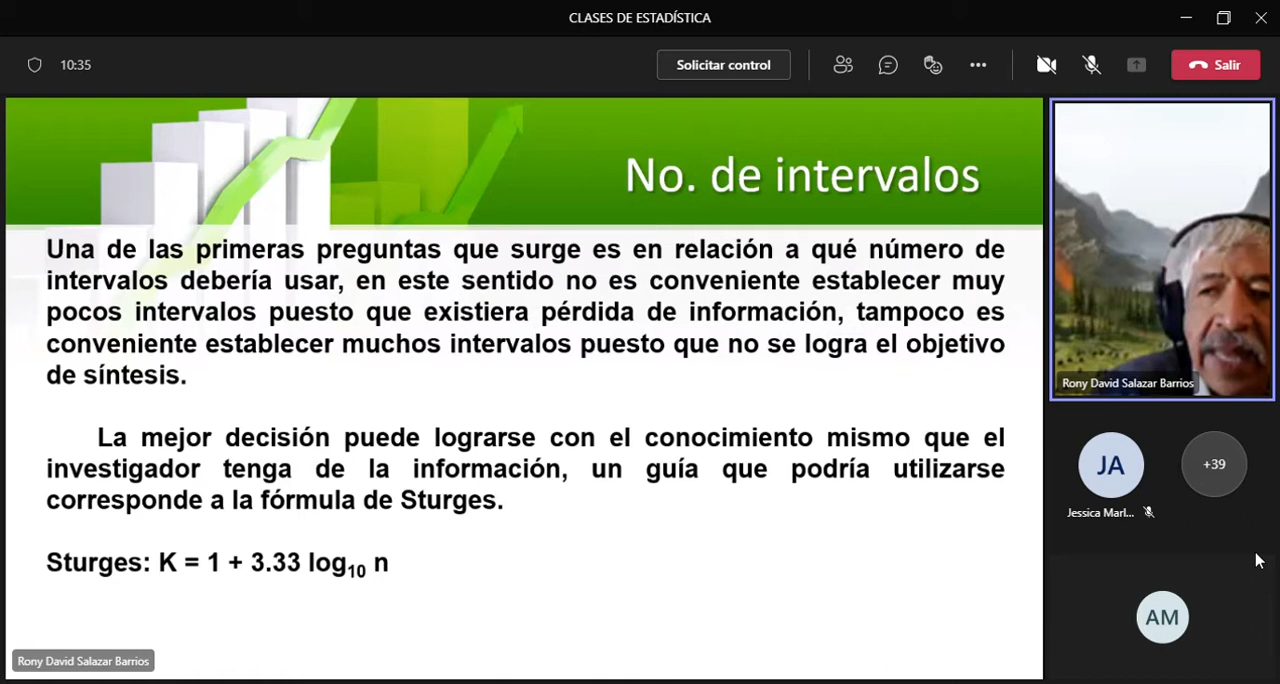 CLASES DE ESTADÍSTICA
10:35
Solicitar control
Salir
No. de intervalos
Una de las primeras preguntas que surge es en relación a qué número de
intervalos debería usar, en este sentido no es conveniente establecer muy
pocos intervalos puesto que existiera pérdida de información, tampoco es
conveniente establecer muchos intervalos puesto que no se logra el objetivo
de síntesis.
La mejor decisión puede lograrse con el conocimiento mismo que el
investigador tenga de la información, un guía que podría utilizarse
corresponde a la fórmula de Sturges.
Sturges: K = 1 + 3.33 log₁₀ n
Rony David Salazar Barrios
Rony David Salazar Barrios
JA
+39
Jessica Marl...
AM